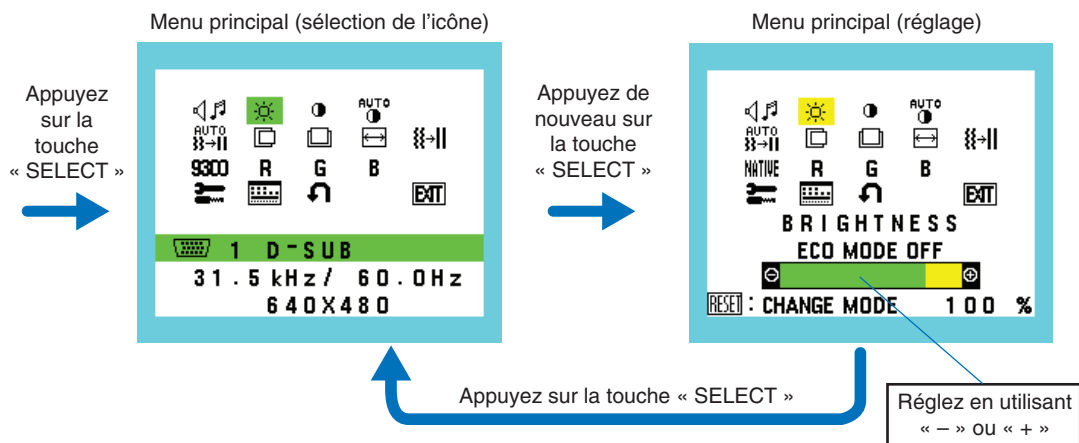 Menu principal (sélection de l'icône)
Appuyez
sur la
touche
« SELECT »
AUTO
AUTO
9300 R G B
EXIT
1 D-SUB
31.5 kHz/ 60.0Hz
640X480
Appuyez de
nouveau sur
la touche
« SELECT »
Menu principal (réglage)
AUTO
AUTO
NATIVE R G B
EXIT
BRIGHTNESS
ECO MODE OFF
RESET : CHANGE MODE 100 %
Appuyez sur la touche « SELECT »
Réglez en utilisant
« – » ou « + »